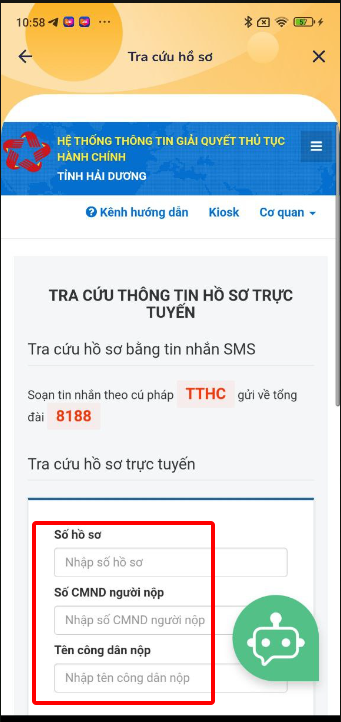 10:58
57
Tra cứu hồ sơ
HỆ THỐNG THÔNG TIN GIẢI QUYẾT THỦ TỤC
HÀNH CHÍNH
TỈNH HẢI DƯƠNG
Kênh hướng dẫn Kiosk Cơ quan
TRA CỨU THÔNG TIN HỒ SƠ TRỰC
TUYẾN
Tra cứu hồ sơ bằng tin nhắn SMS
Soạn tin nhắn theo cú pháp TTHC gửi về tổng
đài 8188
Tra cứu hồ sơ trực tuyến
Số hồ sơ
Nhập số hồ sơ
Số CMND người nộp
Nhập số CMND người nộp
Tên công dân nộp
Nhập tên công dân nộp